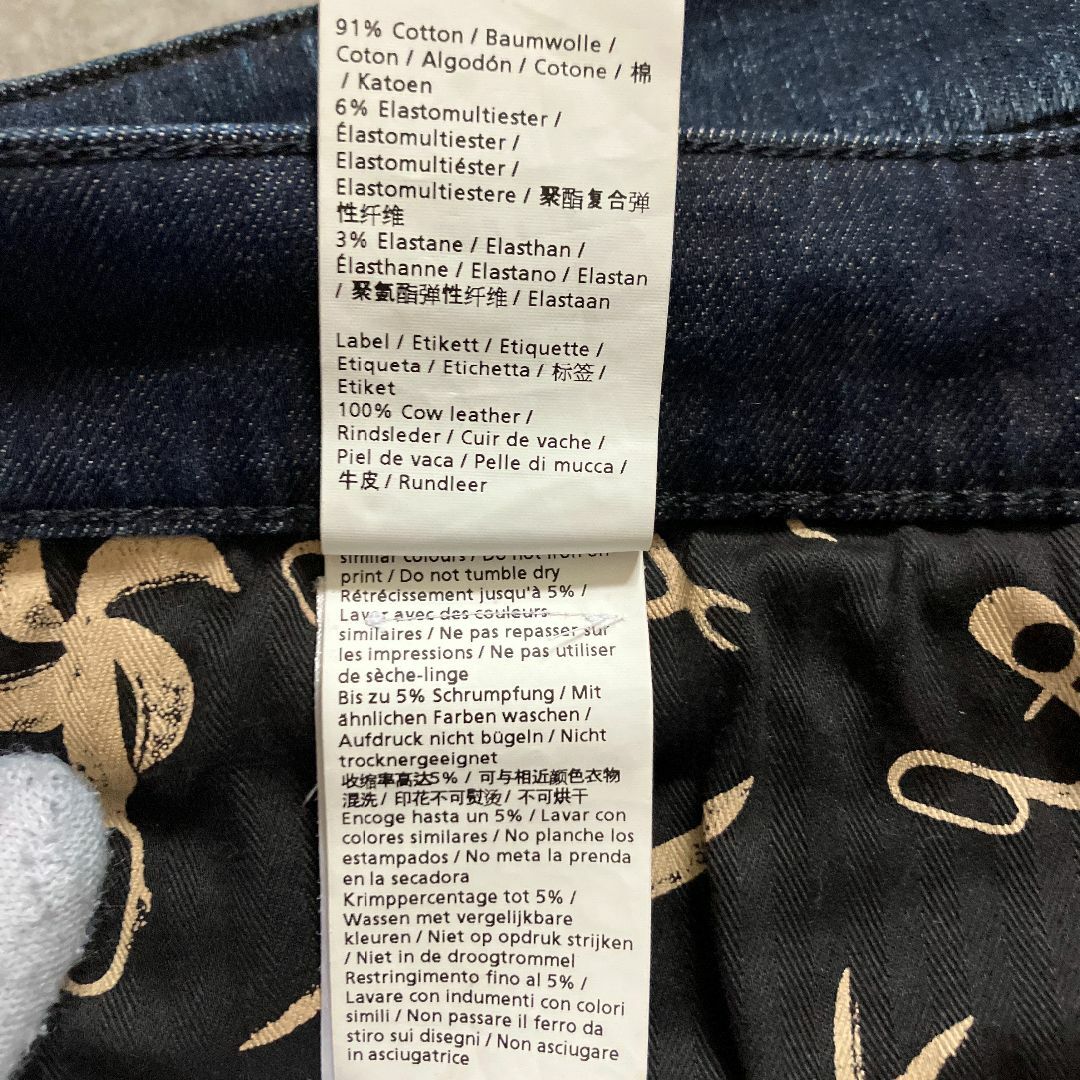 91% Cotton / Baumwolle /
Coton / Algodón / Cotone / 棉
/ Katoen
6% Elastomultiester /
Élastomultiester /
Elastomultiéster /
Elastomultiestere / 聚酯复合弹
性纤维
3% Elastane / Elasthan /
Élasthanne / Elastano / Elastan
/ 聚氨酯弹性纤维 / Elastaan
Label / Etikett / Etiquette /
Etiqueta / Etichetta / 标签 /
Etiket
100% Cow leather /
Rindsleder / Cuir de vache /
Piel de vaca / Pelle di mucca /
牛皮 / Rundleer
similar colours / Do not iron on
print / Do not tumble dry
Rétrécissement jusqu'à 5% /
Laver avec des couleurs
similaires / Ne pas repasser sur
les impressions / Ne pas utiliser
de sèche-linge
Bis zu 5% Schrumpfung / Mit
ähnlichen Farben waschen /
Aufdruck nicht bügeln / Nicht
trocknergeeignet
收缩率高达5% / 可与相近颜色衣物
混洗 / 印花不可熨烫 / 不可烘干
Encoge hasta un 5% / Lavar con
colores similares / No planche los
estampados / No meta la prenda
en la secadora
Krimppercentage tot 5% /
Wassen met vergelijkbare
kleuren / Niet op opdruk strijken
/ Niet in de droogtrommel
Restringimento fino al 5% /
Lavare con indumenti con colori
simili / Non passare il ferro da
stiro sui disegni / Non asciugare
in asciugatrice